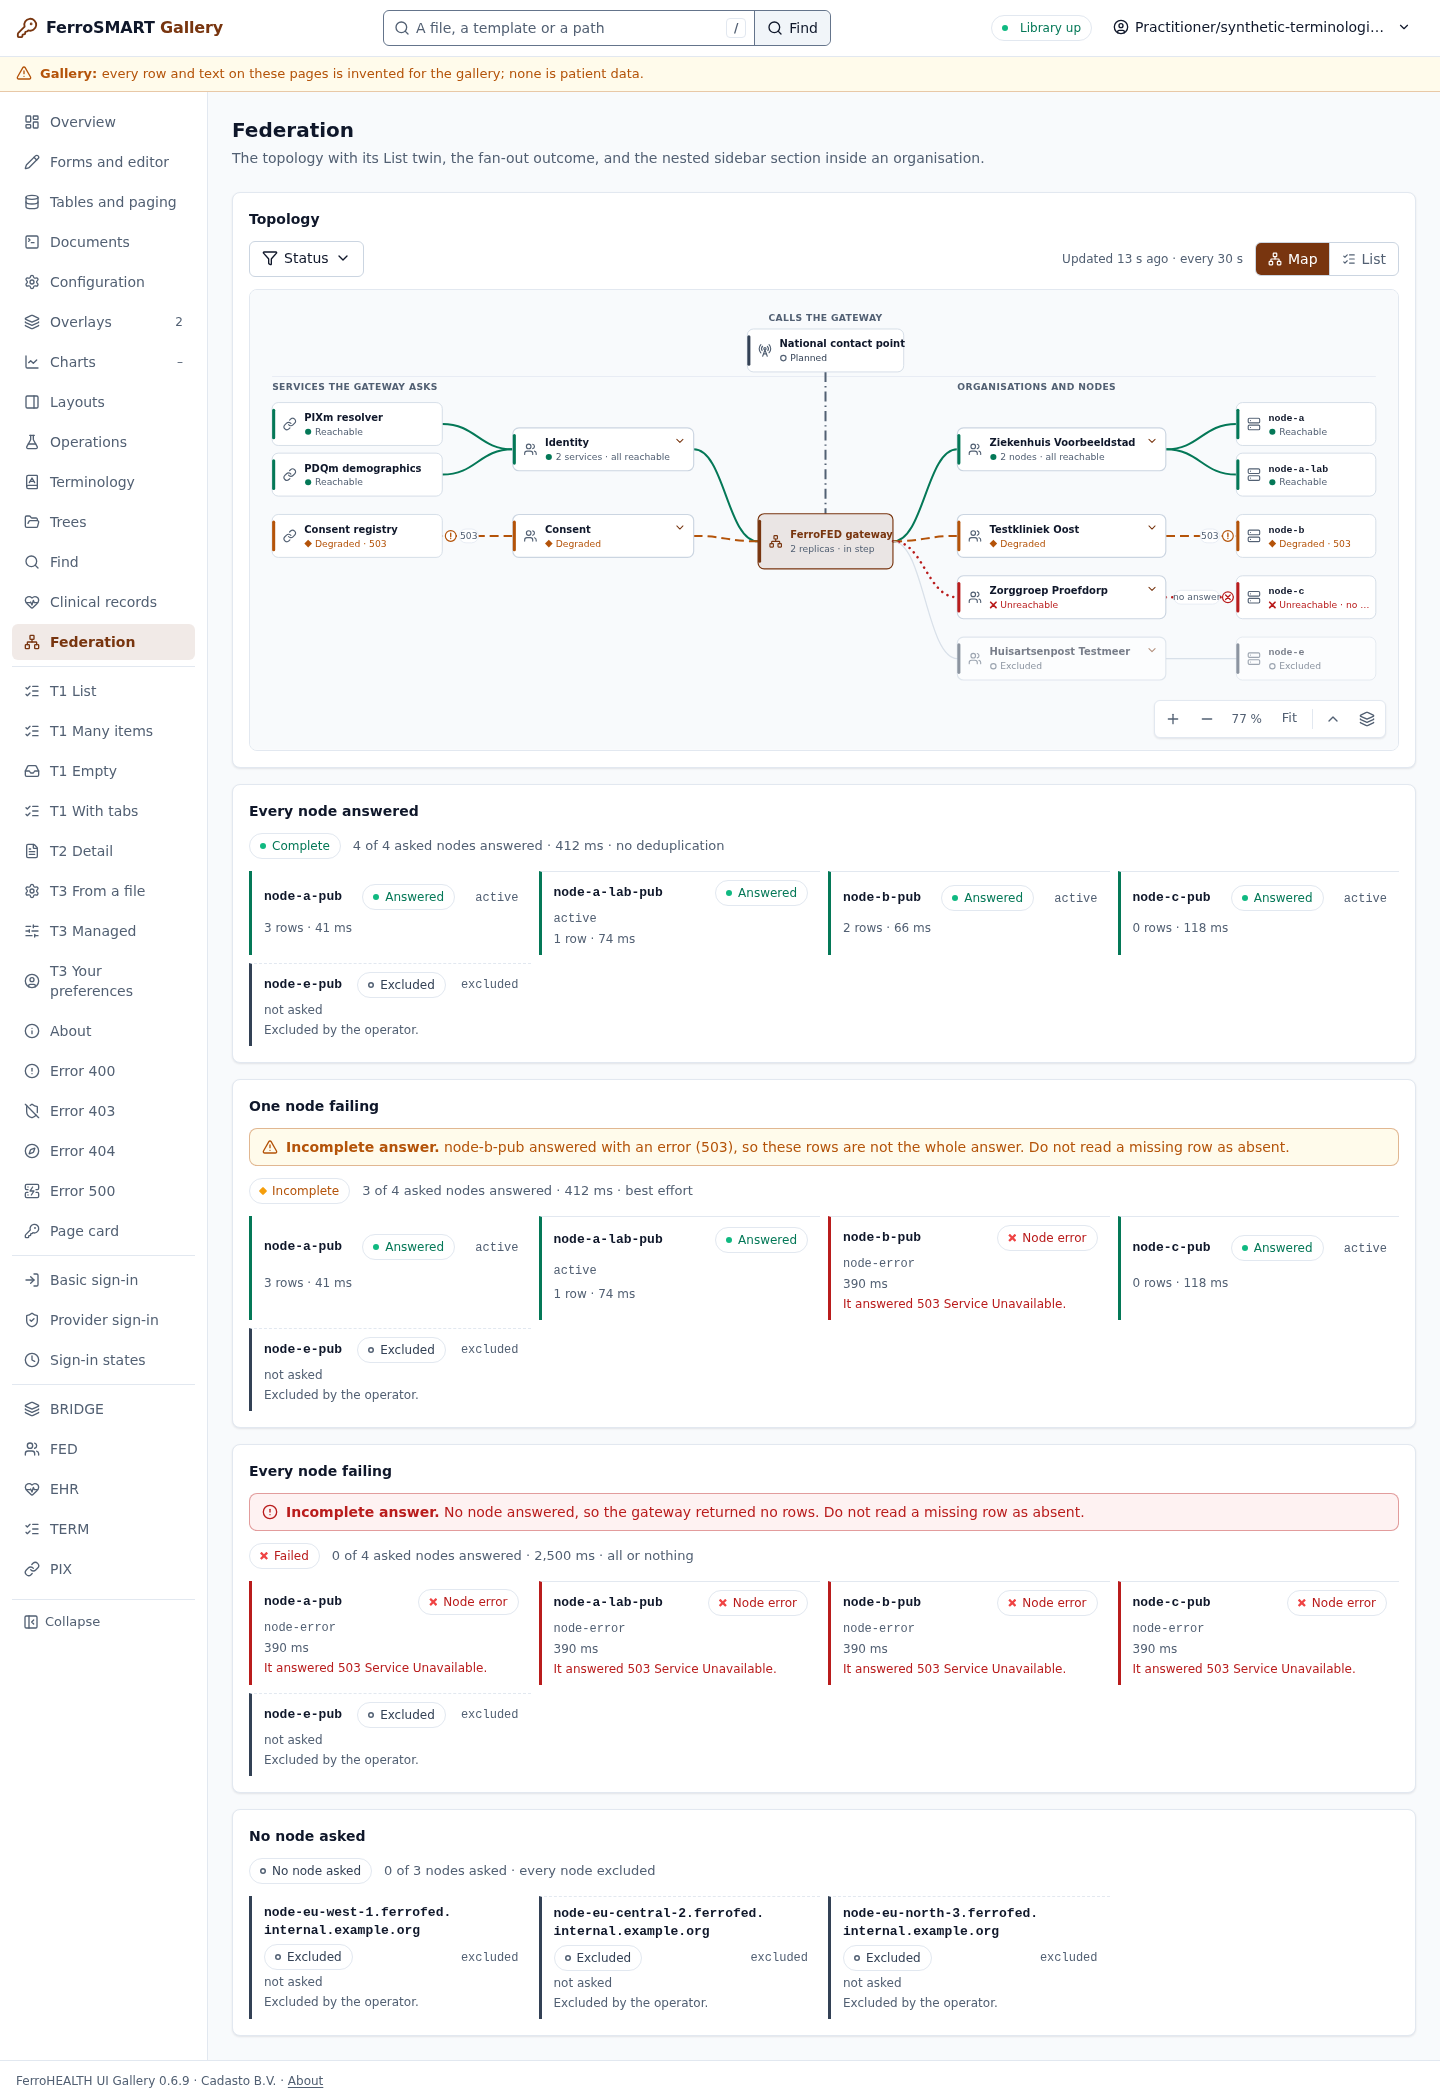 FerroSMART Gallery
A file, a template or a path
/
Find
Library up
Practitioner/synthetic-terminologi…
Gallery: every row and text on these pages is invented for the gallery; none is patient data.
Overview
Forms and editor
Tables and paging
Documents
Configuration
Overlays 2
Charts –
Layouts
Operations
Terminology
Trees
Find
Clinical records
Federation
T1 List
T1 Many items
T1 Empty
T1 With tabs
T2 Detail
T3 From a file
T3 Managed
T3 Your
preferences
About
Error 400
Error 403
Error 404
Error 500
Page card
Basic sign-in
Provider sign-in
Sign-in states
BRIDGE
FED
EHR
TERM
PIX
Collapse
Federation
The topology with its List twin, the fan-out outcome, and the nested sidebar section inside an organisation.
Topology
Status
Updated 13 s ago · every 30 s
Map
List
CALLS THE GATEWAY
National contact point
Planned
SERVICES THE GATEWAY ASKS
ORGANISATIONS AND NODES
PIXm resolver
Reachable
PDQm demographics
Reachable
Consent registry
Degraded · 503
503
Identity
2 services · all reachable
Consent
Degraded
FerroFED gateway
2 replicas · in step
Ziekenhuis Voorbeeldstad
2 nodes · all reachable
Testkliniek Oost
Degraded
Zorggroep Proefdorp
Unreachable
Huisartsenpost Testmeer
Excluded
503
no answer
node-a
Reachable
node-a-lab
Reachable
node-b
Degraded · 503
node-c
Unreachable · no …
node-e
Excluded
77 %
Fit
Every node answered
Complete
4 of 4 asked nodes answered · 412 ms · no deduplication
node-a-pub Answered active
3 rows · 41 ms
node-a-lab-pub Answered
active
1 row · 74 ms
node-b-pub Answered active
2 rows · 66 ms
node-c-pub Answered active
0 rows · 118 ms
node-e-pub Excluded excluded
not asked
Excluded by the operator.
One node failing
Incomplete answer. node-b-pub answered with an error (503), so these rows are not the whole answer. Do not read a missing row as absent.
Incomplete
3 of 4 asked nodes answered · 412 ms · best effort
node-a-pub Answered active
3 rows · 41 ms
node-a-lab-pub Answered
active
1 row · 74 ms
node-b-pub Node error
node-error
390 ms
It answered 503 Service Unavailable.
node-c-pub Answered active
0 rows · 118 ms
node-e-pub Excluded excluded
not asked
Excluded by the operator.
Every node failing
Incomplete answer. No node answered, so the gateway returned no rows. Do not read a missing row as absent.
Failed
0 of 4 asked nodes answered · 2,500 ms · all or nothing
node-a-pub Node error
node-error
390 ms
It answered 503 Service Unavailable.
node-a-lab-pub Node error
node-error
390 ms
It answered 503 Service Unavailable.
node-b-pub Node error
node-error
390 ms
It answered 503 Service Unavailable.
node-c-pub Node error
node-error
390 ms
It answered 503 Service Unavailable.
node-e-pub Excluded excluded
not asked
Excluded by the operator.
No node asked
No node asked
0 of 3 nodes asked · every node excluded
node-eu-west-1.ferrofed.
internal.example.org
Excluded excluded
not asked
Excluded by the operator.
node-eu-central-2.ferrofed.
internal.example.org
Excluded excluded
not asked
Excluded by the operator.
node-eu-north-3.ferrofed.
internal.example.org
Excluded excluded
not asked
Excluded by the operator.
FerroHEALTH UI Gallery 0.6.9 · Cadasto B.V. · About